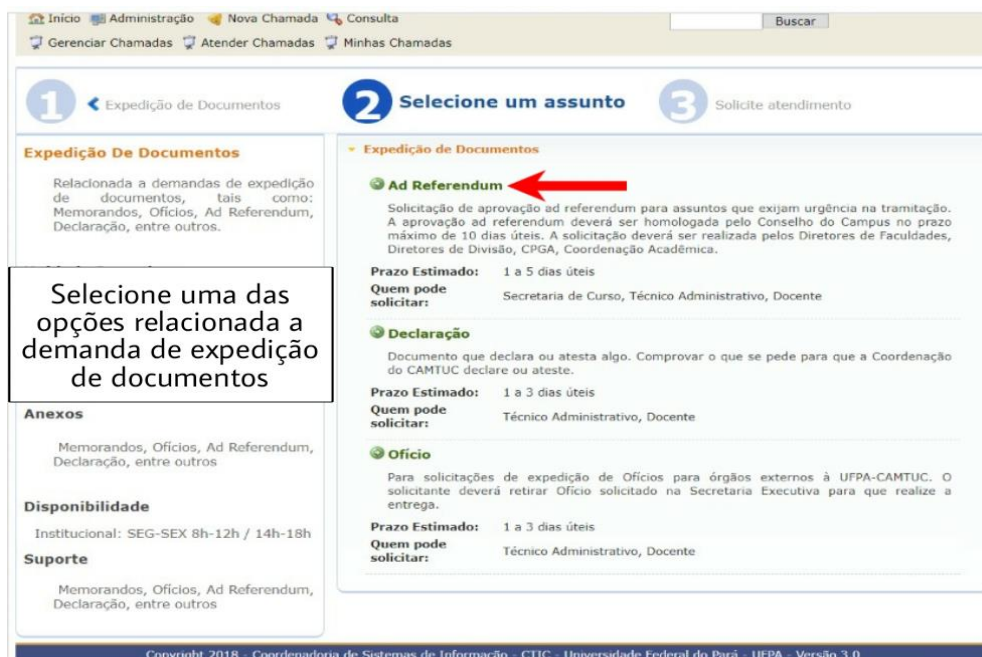 Início Administração Nova Chamada Consulta
Buscar
Gerenciar Chamadas Atender Chamadas Minhas Chamadas
1 Expedição de Documentos
2 Selecione um assunto
3 Solicite atendimento
Expedição De Documentos
Relacionada a demandas de expedição
de documentos, tais como:
Memorandos, Ofícios, Ad Referendum,
Declaração, entre outros.
Selecione uma das
opções relacionada a
demanda de expedição
de documentos
Anexos
Memorandos, Ofícios, Ad Referendum,
Declaração, entre outros
Disponibilidade
Institucional: SEG-SEX 8h-12h / 14h-18h
Suporte
Memorandos, Ofícios, Ad Referendum,
Declaração, entre outros
Expedição de Documentos
Ad Referendum
Solicitação de aprovação ad referendum para assuntos que exijam urgência na tramitação.
A aprovação ad referendum deverá ser homologada pelo Conselho do Campus no prazo
máximo de 10 dias úteis. A solicitação deverá ser realizada pelos Diretores de Faculdades,
Diretores de Divisão, CPGA, Coordenação Acadêmica.
Prazo Estimado: 1 a 5 dias úteis
Quem pode
solicitar: Secretaria de Curso, Técnico Administrativo, Docente
Declaração
Documento que declara ou atesta algo. Comprovar o que se pede para que a Coordenação
do CAMTUC declare ou ateste.
Prazo Estimado: 1 a 3 dias úteis
Quem pode
solicitar: Técnico Administrativo, Docente
Ofício
Para solicitações de expedição de Ofícios para órgãos externos à UFPA-CAMTUC. O
solicitante deverá retirar Ofício solicitado na Secretaria Executiva para que realize a
entrega.
Prazo Estimado: 1 a 3 dias úteis
Quem pode
solicitar: Técnico Administrativo, Docente
Copyright 2018 - Coordenadoria de Sistemas de Informação - CTIC - Universidade Federal do Pará - UFPA - Versão 3.0